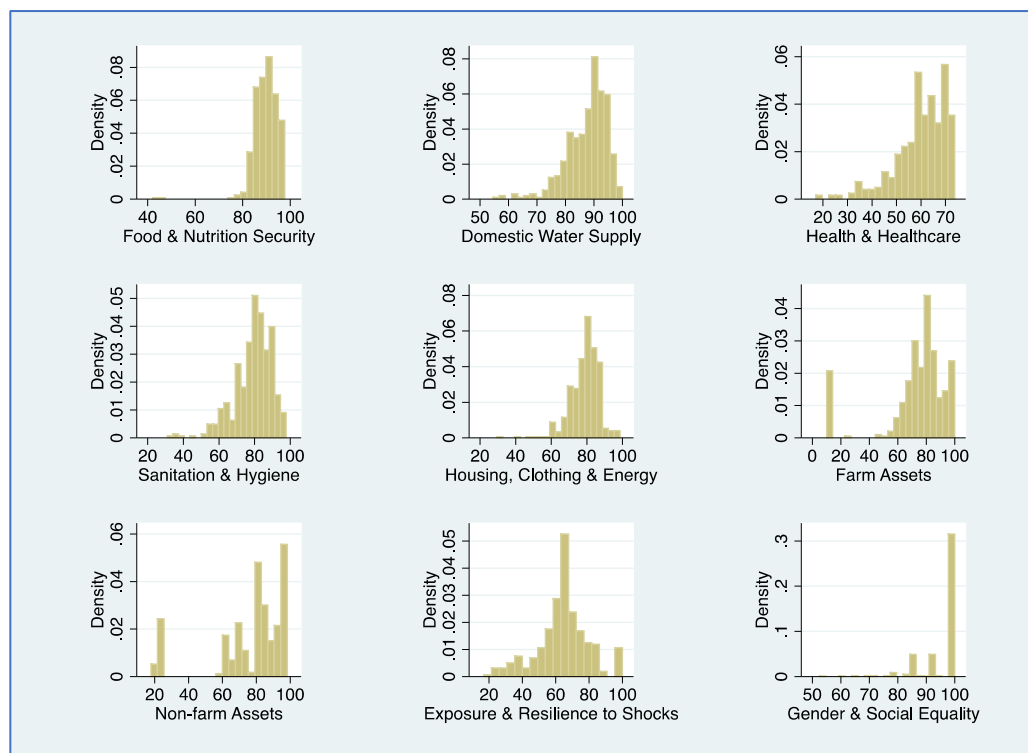 Density
.08
.06
.04
.02
0
40 60 80 100
Food & Nutrition Security
Density
.08
.06
.04
.02
0
50 60 70 80 90 100
Domestic Water Supply
Density
.06
.04
.02
0
20 30 40 50 60 70
Health & Healthcare
Density
.05
.04
.03
.02
.01
0
20 40 60 80 100
Sanitation & Hygiene
Density
.08
.06
.04
.02
0
20 40 60 80 100
Housing, Clothing & Energy
Density
.04
.03
.02
.01
0
0 20 40 60 80 100
Farm Assets
Density
.06
.04
.02
0
20 40 60 80 100
Non-farm Assets
Density
.05
.04
.03
.02
.01
0
20 40 60 80 100
Exposure & Resilience to Shocks
Density
.3
.2
.1
0
50 60 70 80 90 100
Gender & Social Equality